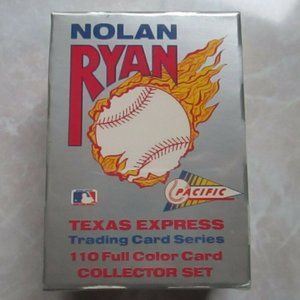 NOLAN
RYAN
PACIFIC
TEXAS EXPRESS
Trading Card Series
110 Full Color Card
COLLECTOR SET